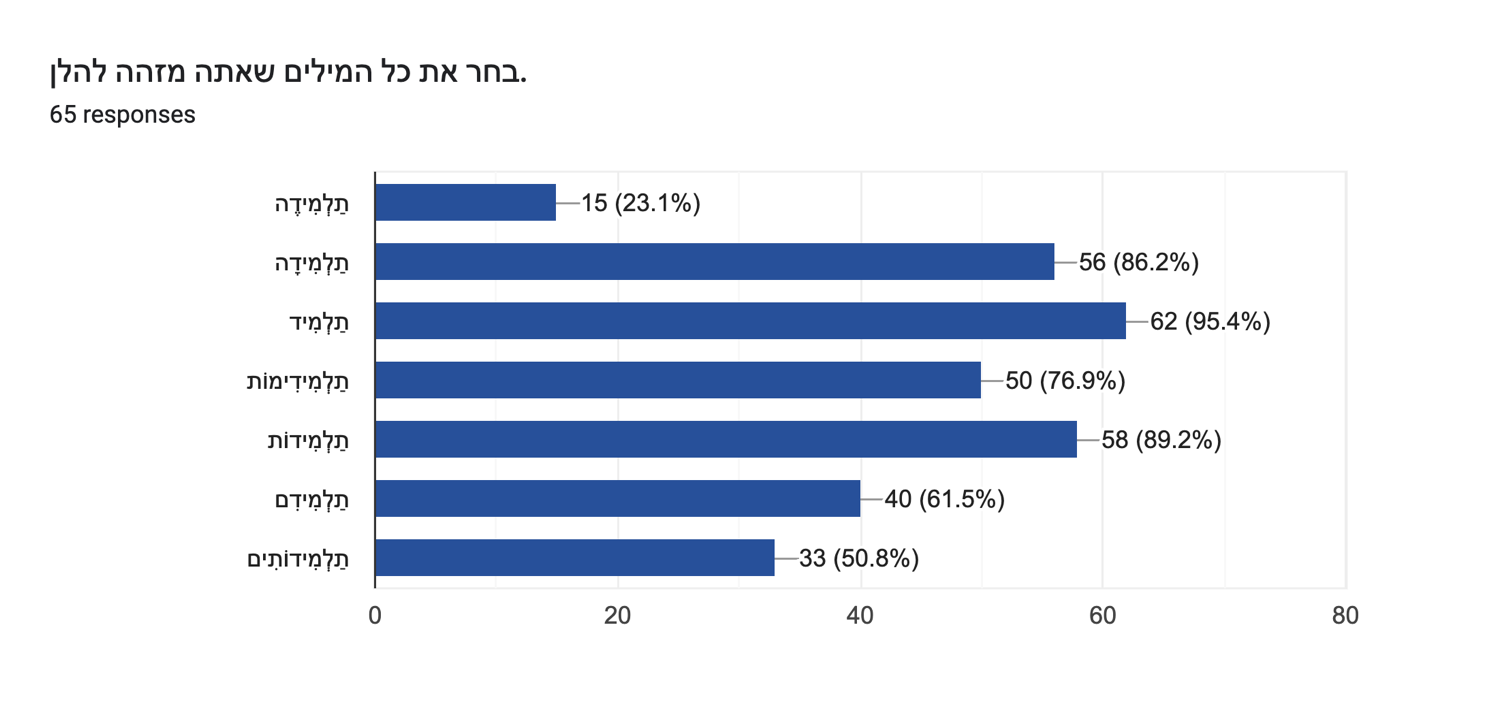 בחר את כל המילים שאתה מזהה להלן.
65 responses
תַלְמִידֶה 15 (23.1%)
תַלְמִידָה 56 (86.2%)
תַלְמִיד 62 (95.4%)
תַלְמִידִימוֹת 50 (76.9%)
תַלְמִידוֹת 58 (89.2%)
תַלְמִידִם 40 (61.5%)
תַלְמִידוֹתִים 33 (50.8%)
0 20 40 60 80